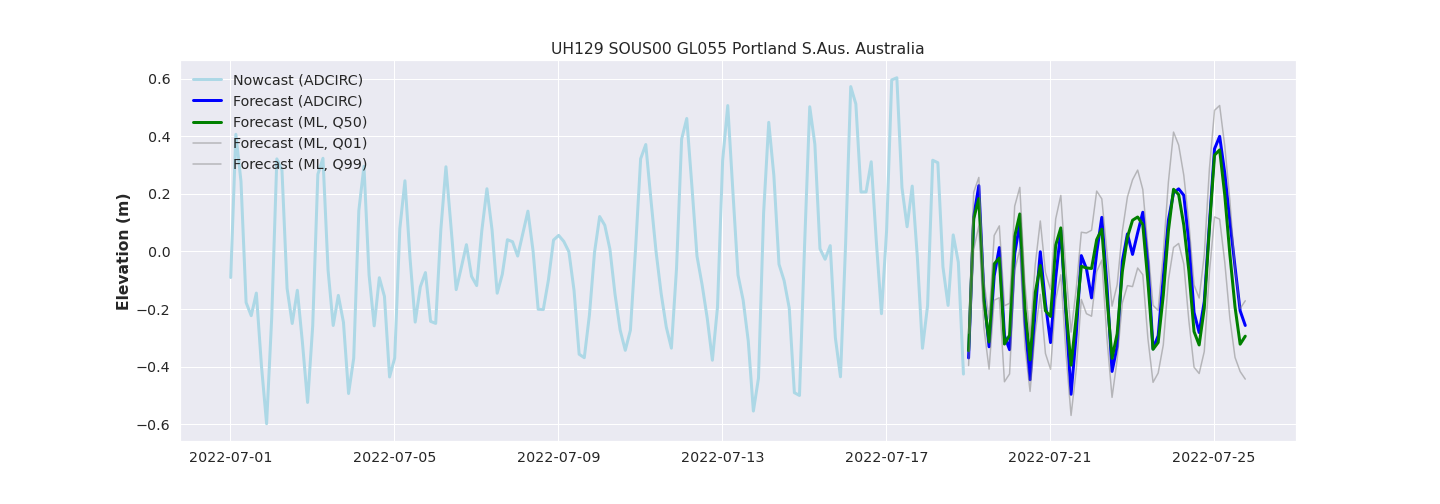 UH129 SOUS00 GL055 Portland S.Aus. Australia
Nowcast (ADCIRC)
Forecast (ADCIRC)
Forecast (ML, Q50)
Forecast (ML, Q01)
Forecast (ML, Q99)
Elevation (m)
0.6
0.4
0.2
0.0
−0.2
−0.4
−0.6
2022-07-01 2022-07-05 2022-07-09 2022-07-13 2022-07-17 2022-07-21 2022-07-25